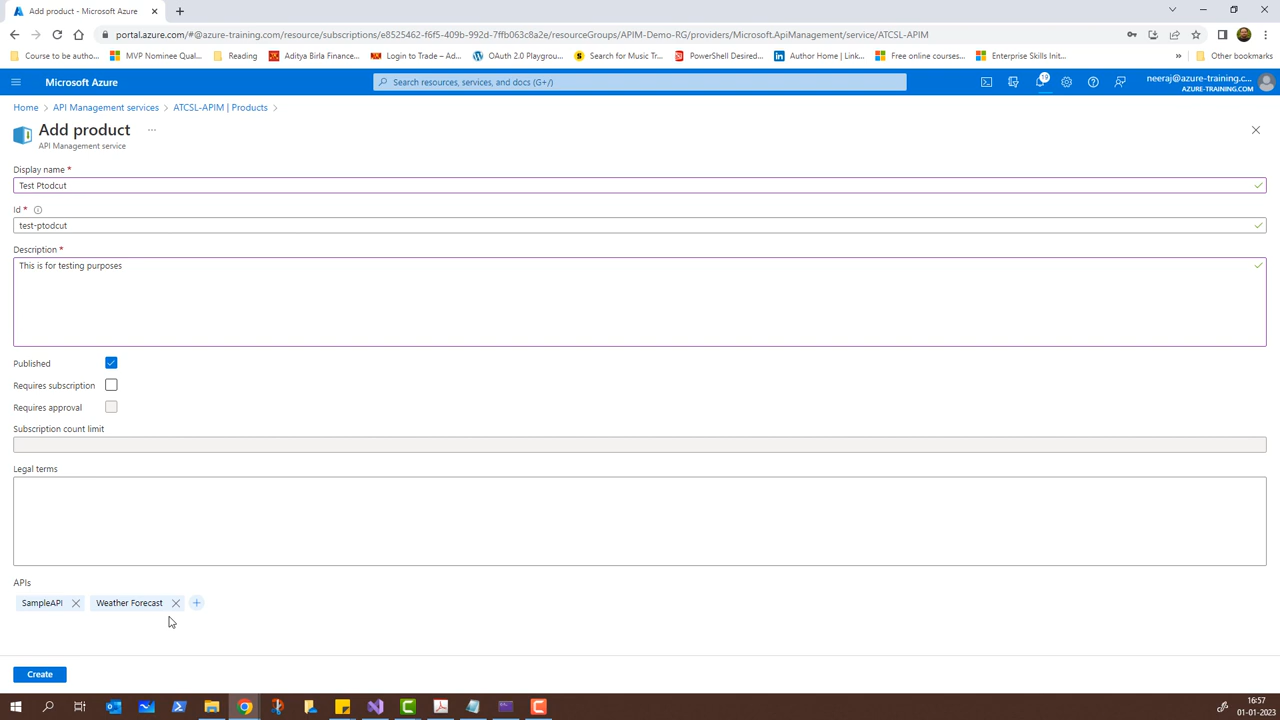 Add product - Microsoft Azure
portal.azure.com/#@azure-training.com/resource/subscriptions/e8525462-f6f5-409b-992d-7ffb063c8a2e/resourceGroups/APIM-Demo-RG/providers/Microsoft.ApiManagement/service/ATCSL-APIM
Course to be autho... MVP Nominee Qualit... Reading Aditya Birla Finance... Login to Trade – Ad... OAuth 2.0 Playgrou... Search for Music Tr... PowerShell Desired... Author Home | Link... Free online courses... Enterprise Skills Init... » Other bookmarks
Microsoft Azure
Search resources, services, and docs (G+/)
19
neeraj@azure-training.c...
AZURE-TRAINING.COM
Home > API Management services > ATCSL-APIM | Products >
Add product ...
API Management service
Display name *
Test Ptodcut
Id *
test-ptodcut
Description *
This is for testing purposes
Published
Requires subscription
Requires approval
Subscription count limit
Legal terms
APIs
SampleAPI Weather Forecast
Create
16:57
01-01-2023